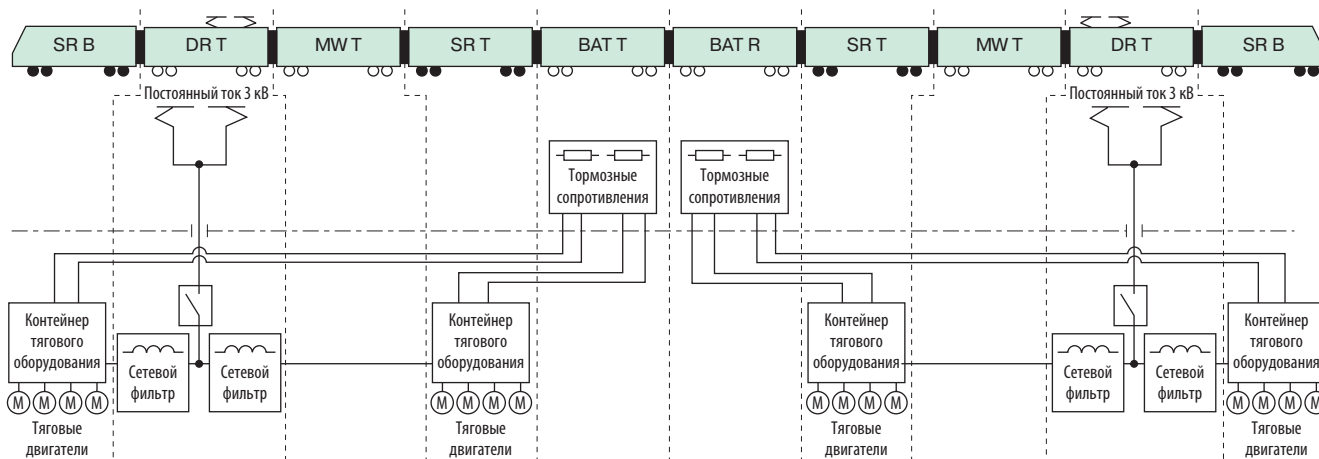 SR B DR T MW T SR T BAT T BAT R SR T MW T DR T SR B
Постоянный ток 3 кВ
Постоянный ток 3 кВ
Тормозные
сопротивления
Тормозные
сопротивления
Контейнер
тягового
оборудования
Сетевой
фильтр
Сетевой
фильтр
Контейнер
тягового
оборудования
Контейнер
тягового
оборудования
Сетевой
фильтр
Сетевой
фильтр
Контейнер
тягового
оборудования
M M M M
M M M M
M M M M
M M M M
Тяговые
двигатели
Тяговые
двигатели
Тяговые
двигатели
Тяговые
двигатели